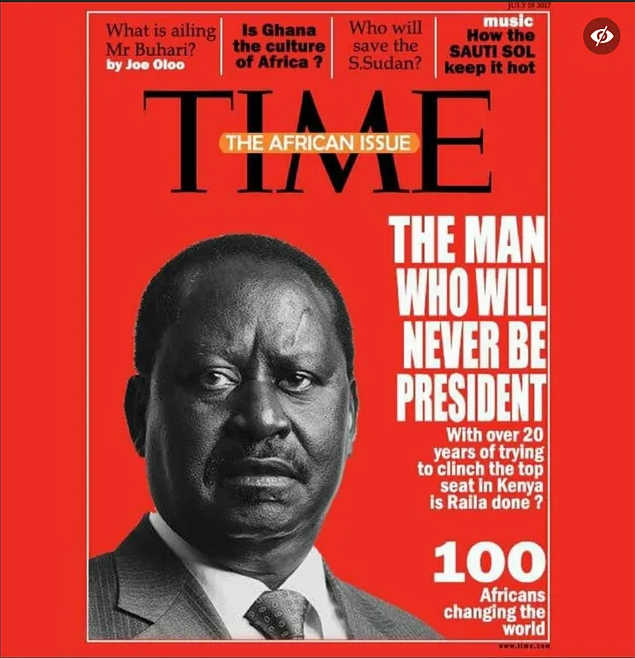 JULY 19 2017
What is ailing
Mr Buhari?
by Joe Oloo
Is Ghana
the culture
of Africa ?
Who will
save the
S.Sudan?
music
How the
SAUTI SOL
keep it hot
TIME
THE AFRICAN ISSUE
THE MAN
WHO WILL
NEVER BE
PRESIDENT
With over 20
years of trying
to clinch the top
seat in Kenya
is Raila done ?
100
Africans
changing the
world
www.time.com